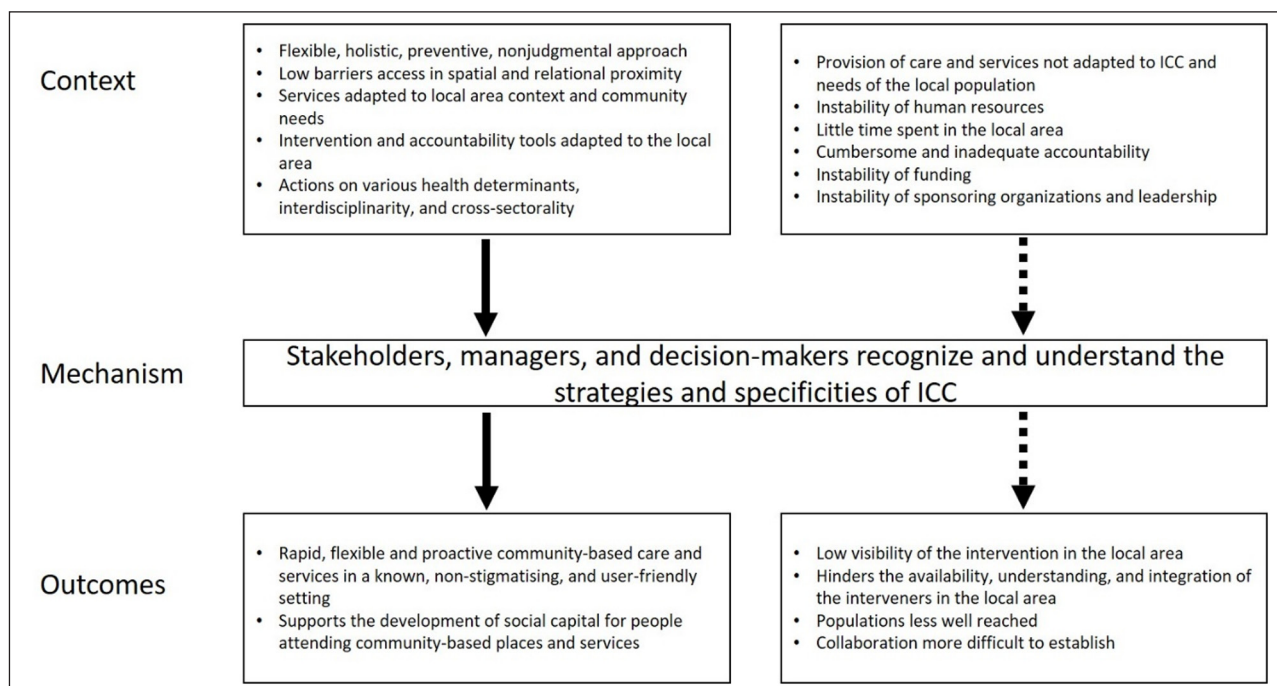 Context
• Flexible, holistic, preventive, nonjudgmental approach
• Low barriers access in spatial and relational proximity
• Services adapted to local area context and community
needs
• Intervention and accountability tools adapted to the local
area
• Actions on various health determinants,
interdisciplinarity, and cross-sectorality
• Provision of care and services not adapted to ICC and
needs of the local population
• Instability of human resources
• Little time spent in the local area
• Cumbersome and inadequate accountability
• Instability of funding
• Instability of sponsoring organizations and leadership
Mechanism
Stakeholders, managers, and decision-makers recognize and understand the
strategies and specificities of ICC
Outcomes
• Rapid, flexible and proactive community-based care and
services in a known, non-stigmatising, and user-friendly
setting
• Supports the development of social capital for people
attending community-based places and services
• Low visibility of the intervention in the local area
• Hinders the availability, understanding, and integration of
the interveners in the local area
• Populations less well reached
• Collaboration more difficult to establish